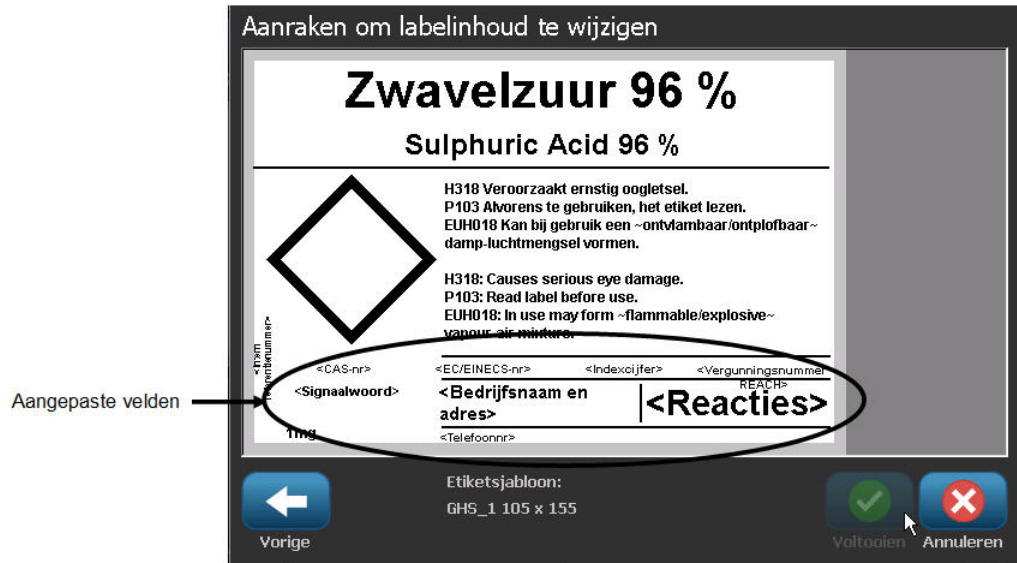 Aanraken om labelinhoud te wijzigen
Zwavelzuur 96 %
Sulphuric Acid 96 %
H318 Veroorzaakt ernstig oogletsel.
P103 Alvorens te gebruiken, het etiket lezen.
EUH018 Kan bij gebruik een ~ontvlambaar/ontplofbaar~
damp-luchtmengsel vormen.
H318: Causes serious eye damage.
P103: Read label before use.
EUH018: In use may form ~flammable/explosive~
vapour-air mixture.
<Intern
referentienummer>
<CAS-nr>
<EC/EINECS-nr>
<Indexcijfer>
<Vergunningsnummer
REACH>
Aangepaste velden
<Signaalwoord>
<Bedrijfsnaam en
adres>
<Reacties>
1mg
<Telefoonnr>
Etiketsjabloon:
GHS_1 105 x 155
Vorige
Voltooien
Annuleren